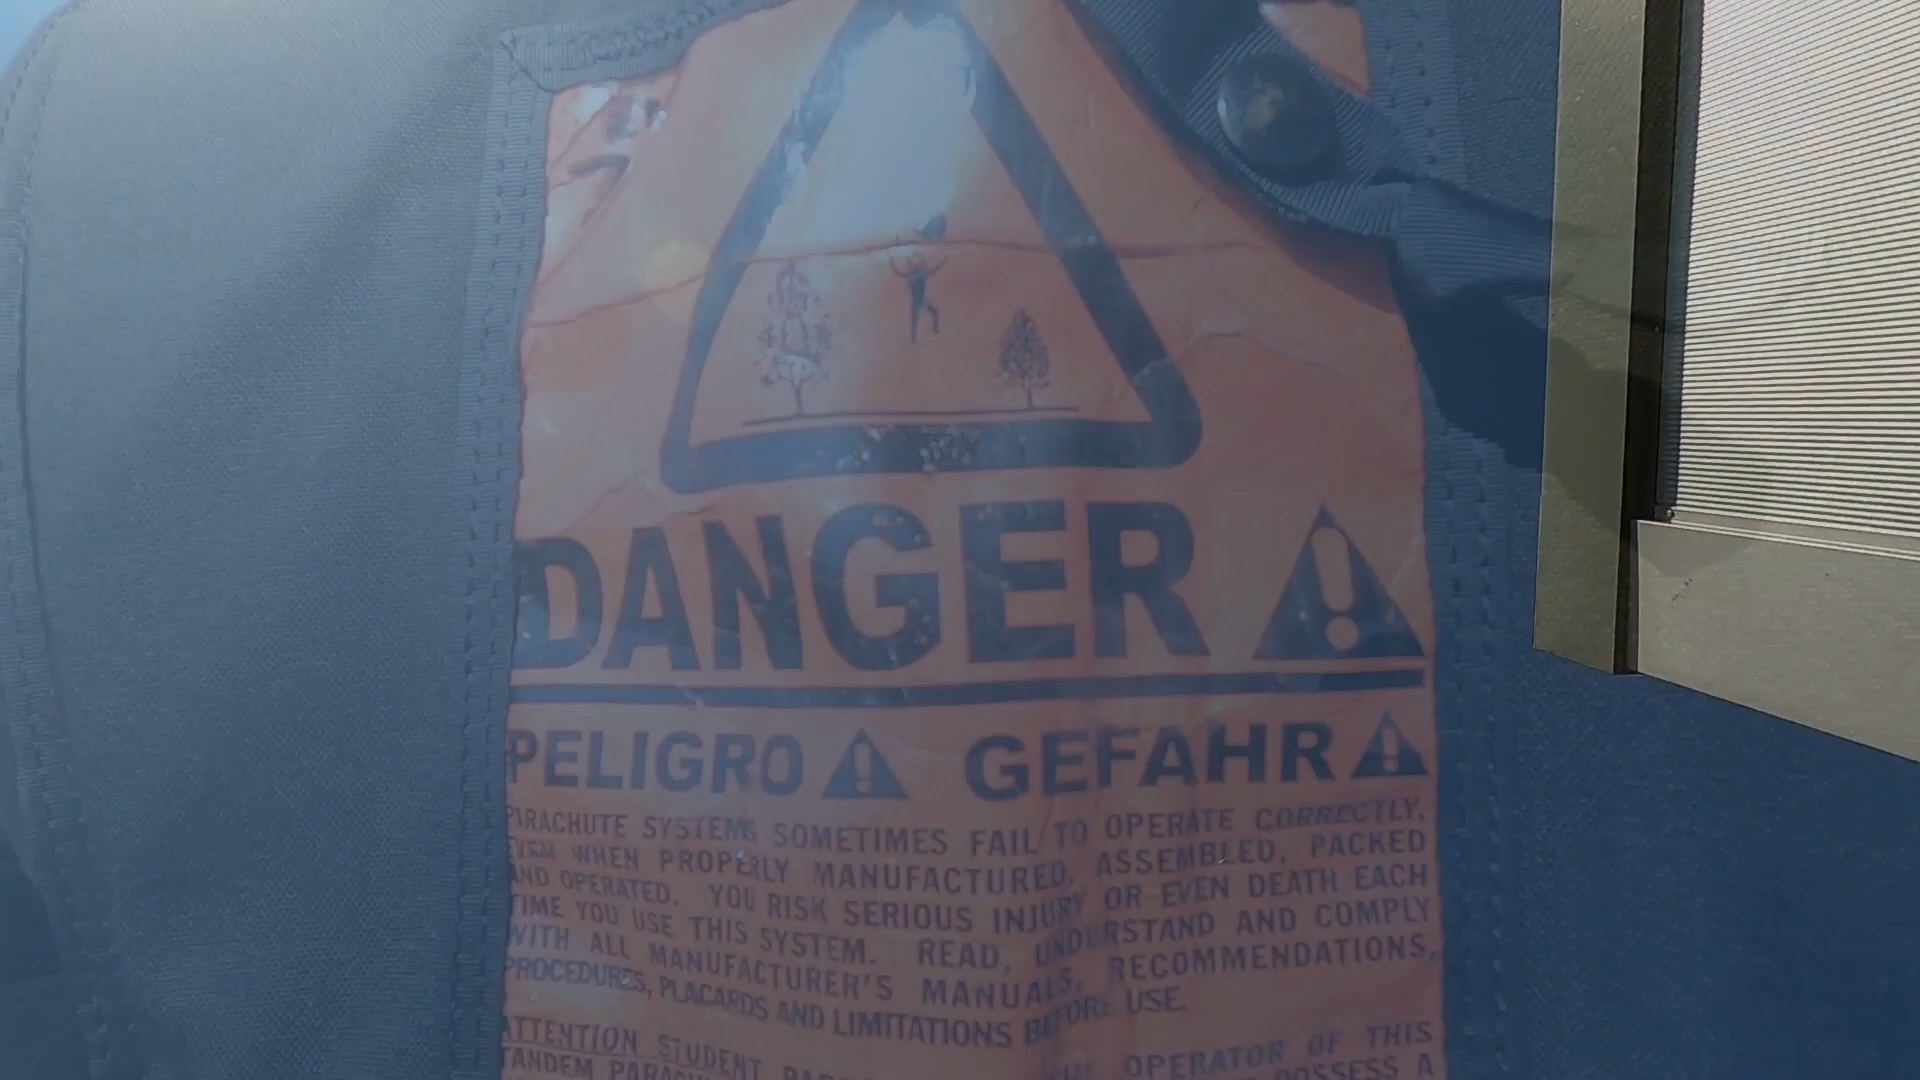 DANGER
PELIGRO GEFAHR
PARACHUTE SYSTEMS SOMETIMES FAIL TO OPERATE CORRECTLY,
EVEN WHEN PROPERLY MANUFACTURED, ASSEMBLED, PACKED
AND OPERATED. YOU RISK SERIOUS INJURY OR EVEN DEATH EACH
TIME YOU USE THIS SYSTEM. READ, UNDERSTAND AND COMPLY
WITH ALL MANUFACTURER'S MANUALS, RECOMMENDATIONS,
PROCEDURES, PLACARDS AND LIMITATIONS BEFORE USE.
ATTENTION STUDENT OPERATOR OF THIS
TANDEM POSSESS A